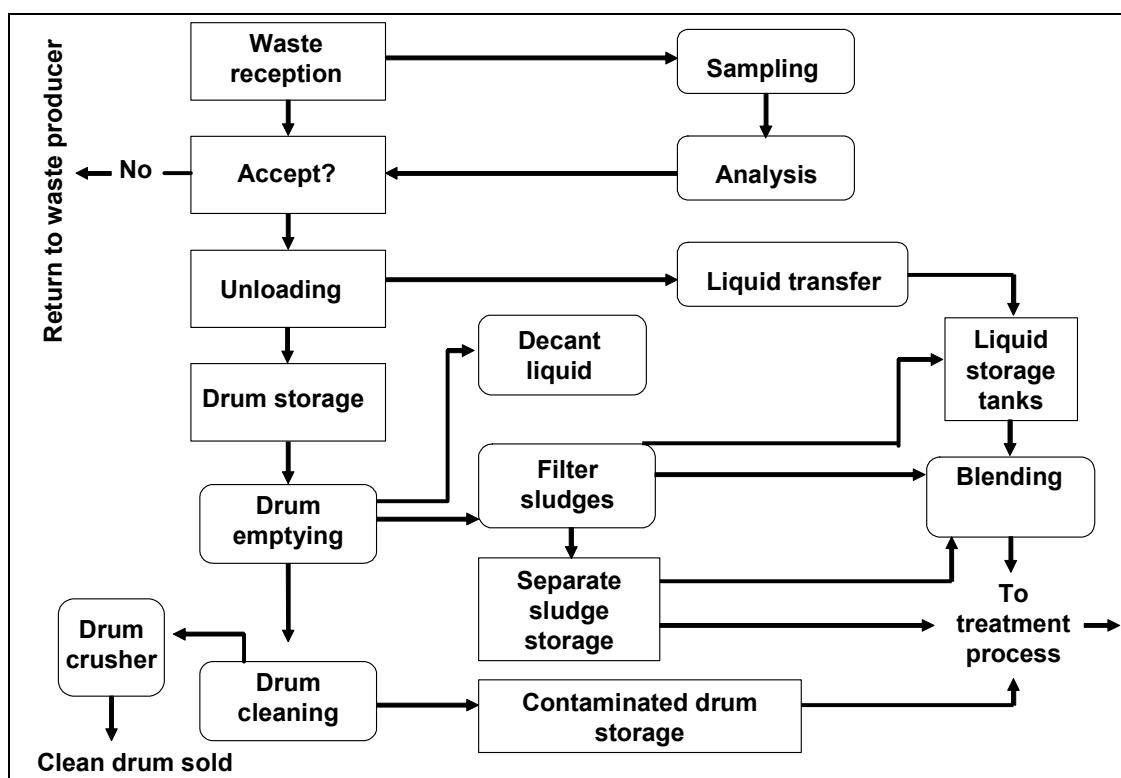 Waste
reception
Sampling
Return to waste producer
No
Accept?
Analysis
Unloading
Liquid transfer
Decant
liquid
Liquid
storage
tanks
Drum storage
Filter
sludges
Blending
Drum
emptying
Separate
sludge
storage
To
treatment
process
Drum
crusher
Drum
cleaning
Contaminated drum
storage
Clean drum sold